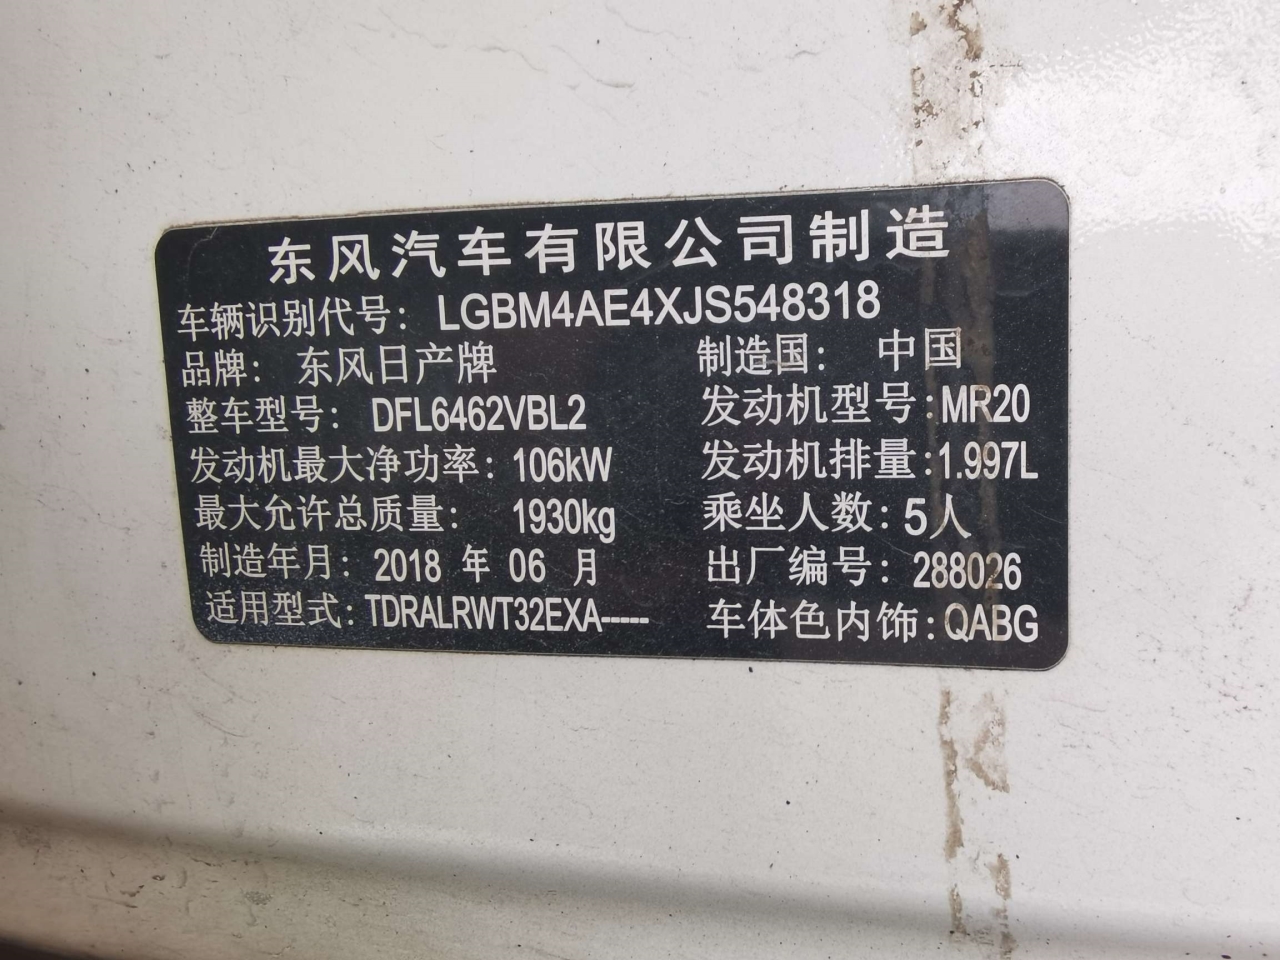 东风汽车有限公司制造
车辆识别代号: LGBM4AE4XJS548318
品牌: 东风日产牌 制造国: 中国
整车型号: DFL6462VBL2 发动机型号:MR20
发动机最大净功率: 106kW 发动机排量:1.997L
最大允许总质量: 1930kg 乘坐人数: 5人
制造年月: 2018 年 06 月 出厂编号: 288026
适用型式: TDRALRWT32EXA----- 车体色内饰: QABG